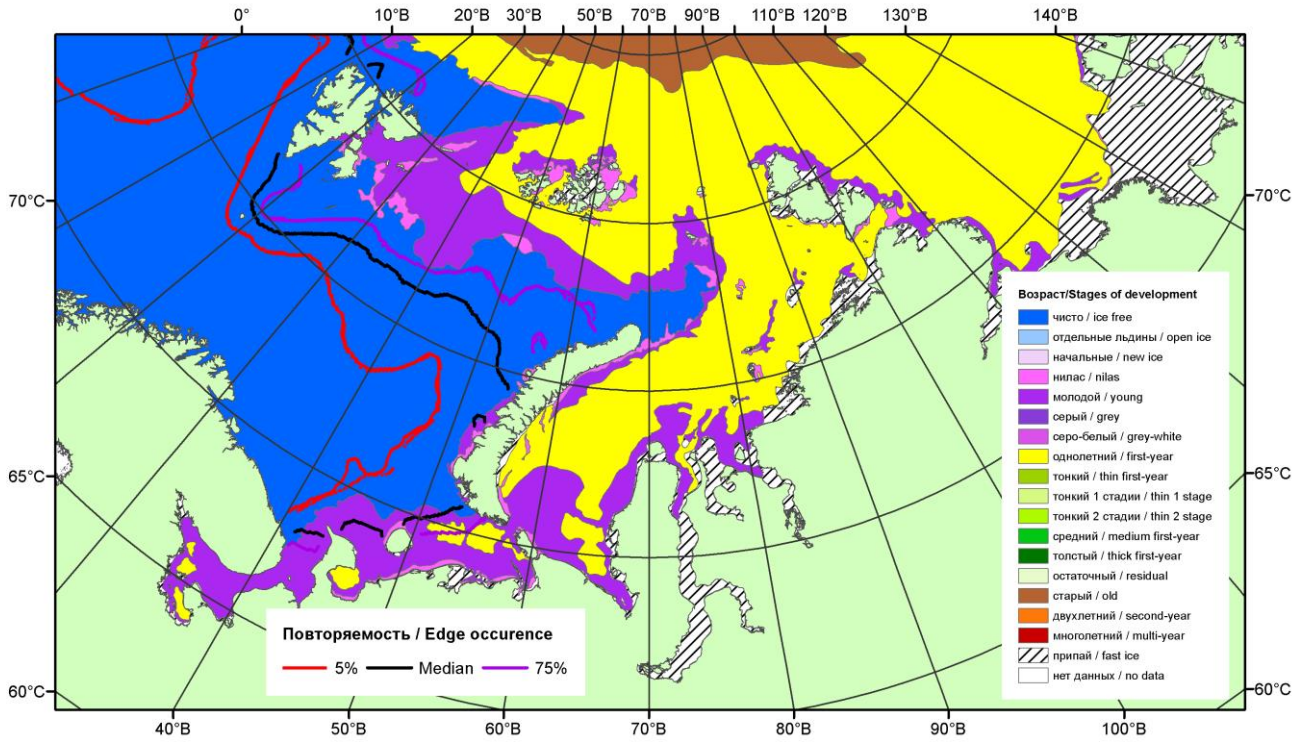 0° 10°В 20°В 30°В 50°В 70°В 90°В 110°В 120°В 130°В 140°В
70°С 70°С
Возраст/Stages of development
чисто / ice free
отдельные льдины / open ice
начальные / new ice
нилас / nilas
молодой / young
серый / grey
серо-белый / grey-white
однолетний / first-year
тонкий / thin first-year
тонкий 1 стадии / thin 1 stage
тонкий 2 стадии / thin 2 stage
средний / medium first-year
толстый / thick first-year
остаточный / residual
старый / old
двухлетний / second-year
многолетний / multi-year
припай / fast ice
нет данных / no data
65°С 65°С
Повторяемость / Edge occurence
5% Median 75%
60°С 60°С
40°В 50°В 60°В 70°В 80°В 90°В 100°В